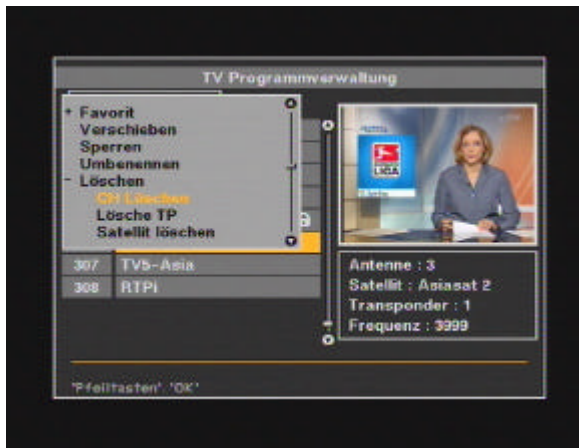 TV Programmverwaltung
+ Favorit
Verschieben
Sperren
Umbenennen
- Löschen
CH Löschen
Lösche TP
Satellit löschen
307 TV5-Asia
308 RTPi
LIGA
Antenne : 3
Satellit : Asiasat 2
Transponder : 1
Frequenz : 3999
'Pfeiltasten' 'OK'